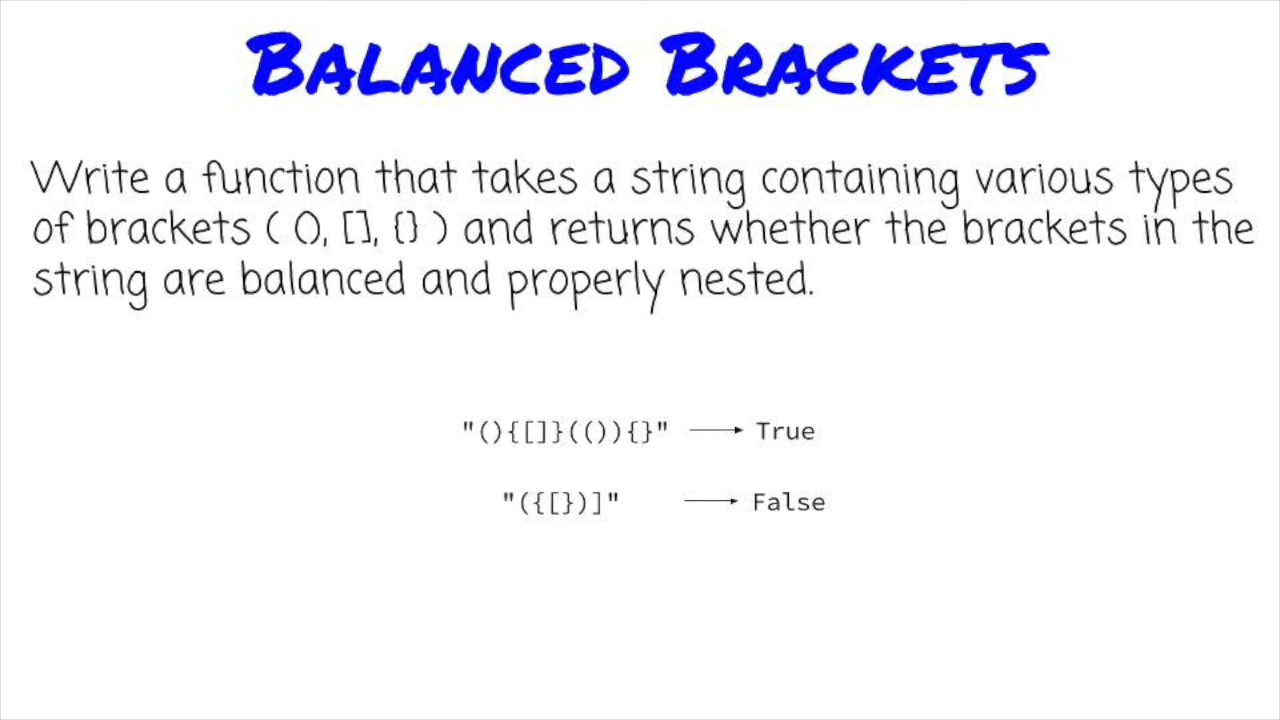 BALANCED BRACKETS
Write a function that takes a string containing various types
of brackets ( (), [], {} ) and returns whether the brackets in the
string are balanced and properly nested.
"(){[]}(()){}" → True
"({[})]" → False